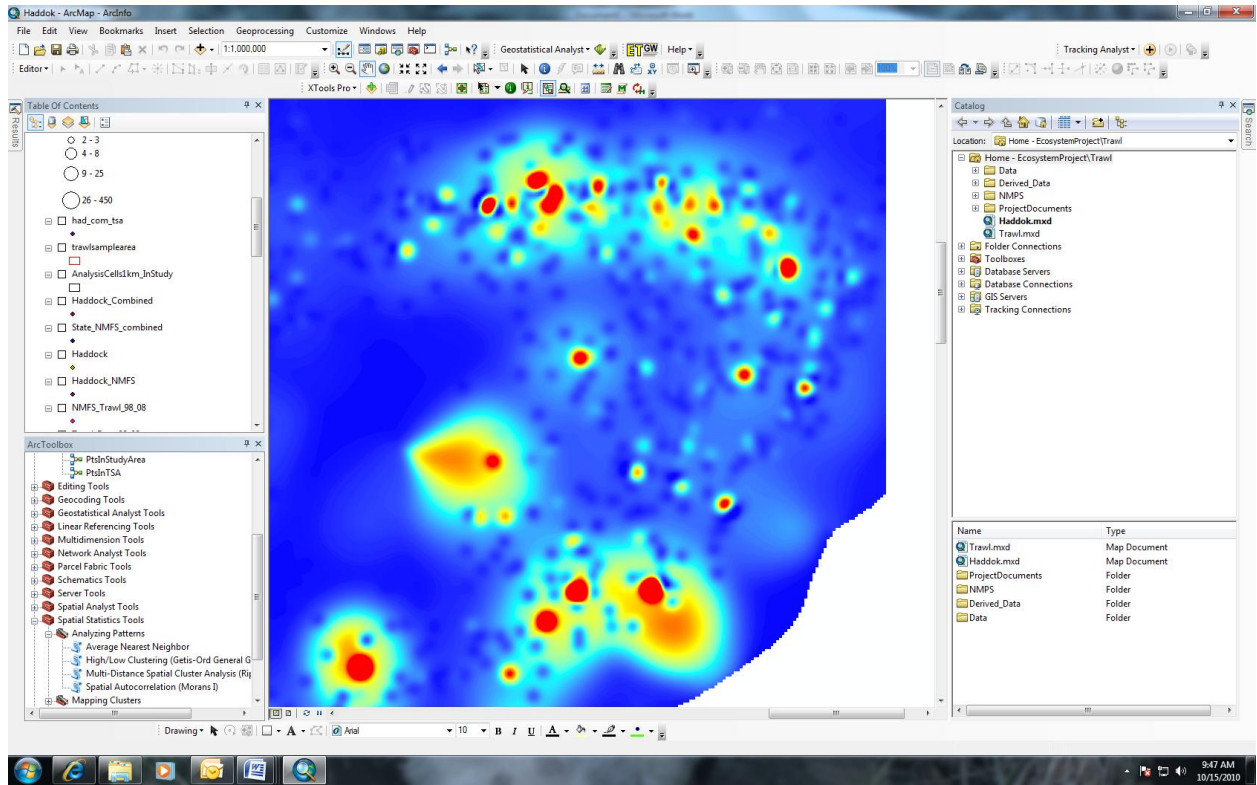 Haddok - ArcMap - ArcInfo
File Edit View Bookmarks Insert Selection Geoprocessing Customize Windows Help
1:1,000,000 Geostatistical Analyst ET GW Help Tracking Analyst
Editor
XTools Pro
Table Of Contents
2 - 3
4 - 8
9 - 25
26 - 450
had_com_tsa
trawlsamplearea
AnalysisCells1km_InStudy
Haddock_Combined
State_NMFS_combined
Haddock
Haddock_NMFS
NMFS_Trawl_98_08
ArcToolbox
PtsInStudyArea
PtsInTSA
Editing Tools
Geocoding Tools
Geostatistical Analyst Tools
Linear Referencing Tools
Multidimension Tools
Network Analyst Tools
Parcel Fabric Tools
Schematics Tools
Server Tools
Spatial Analyst Tools
Spatial Statistics Tools
Analyzing Patterns
Average Nearest Neighbor
High/Low Clustering (Getis-Ord General G
Multi-Distance Spatial Cluster Analysis (Rip
Spatial Autocorrelation (Morans I)
Mapping Clusters
Results
Catalog
Location: Home - EcosystemProject\Trawl
Home - EcosystemProject\Trawl
Data
Derived_Data
NMPS
ProjectDocuments
Haddok.mxd
Trawl.mxd
Folder Connections
Toolboxes
Database Servers
Database Connections
GIS Servers
Tracking Connections
Name Type
Trawl.mxd Map Document
Haddok.mxd Map Document
ProjectDocuments Folder
NMPS Folder
Derived_Data Folder
Data Folder
Search
Drawing A Arial 10 B I U A
9:47 AM
10/15/2010